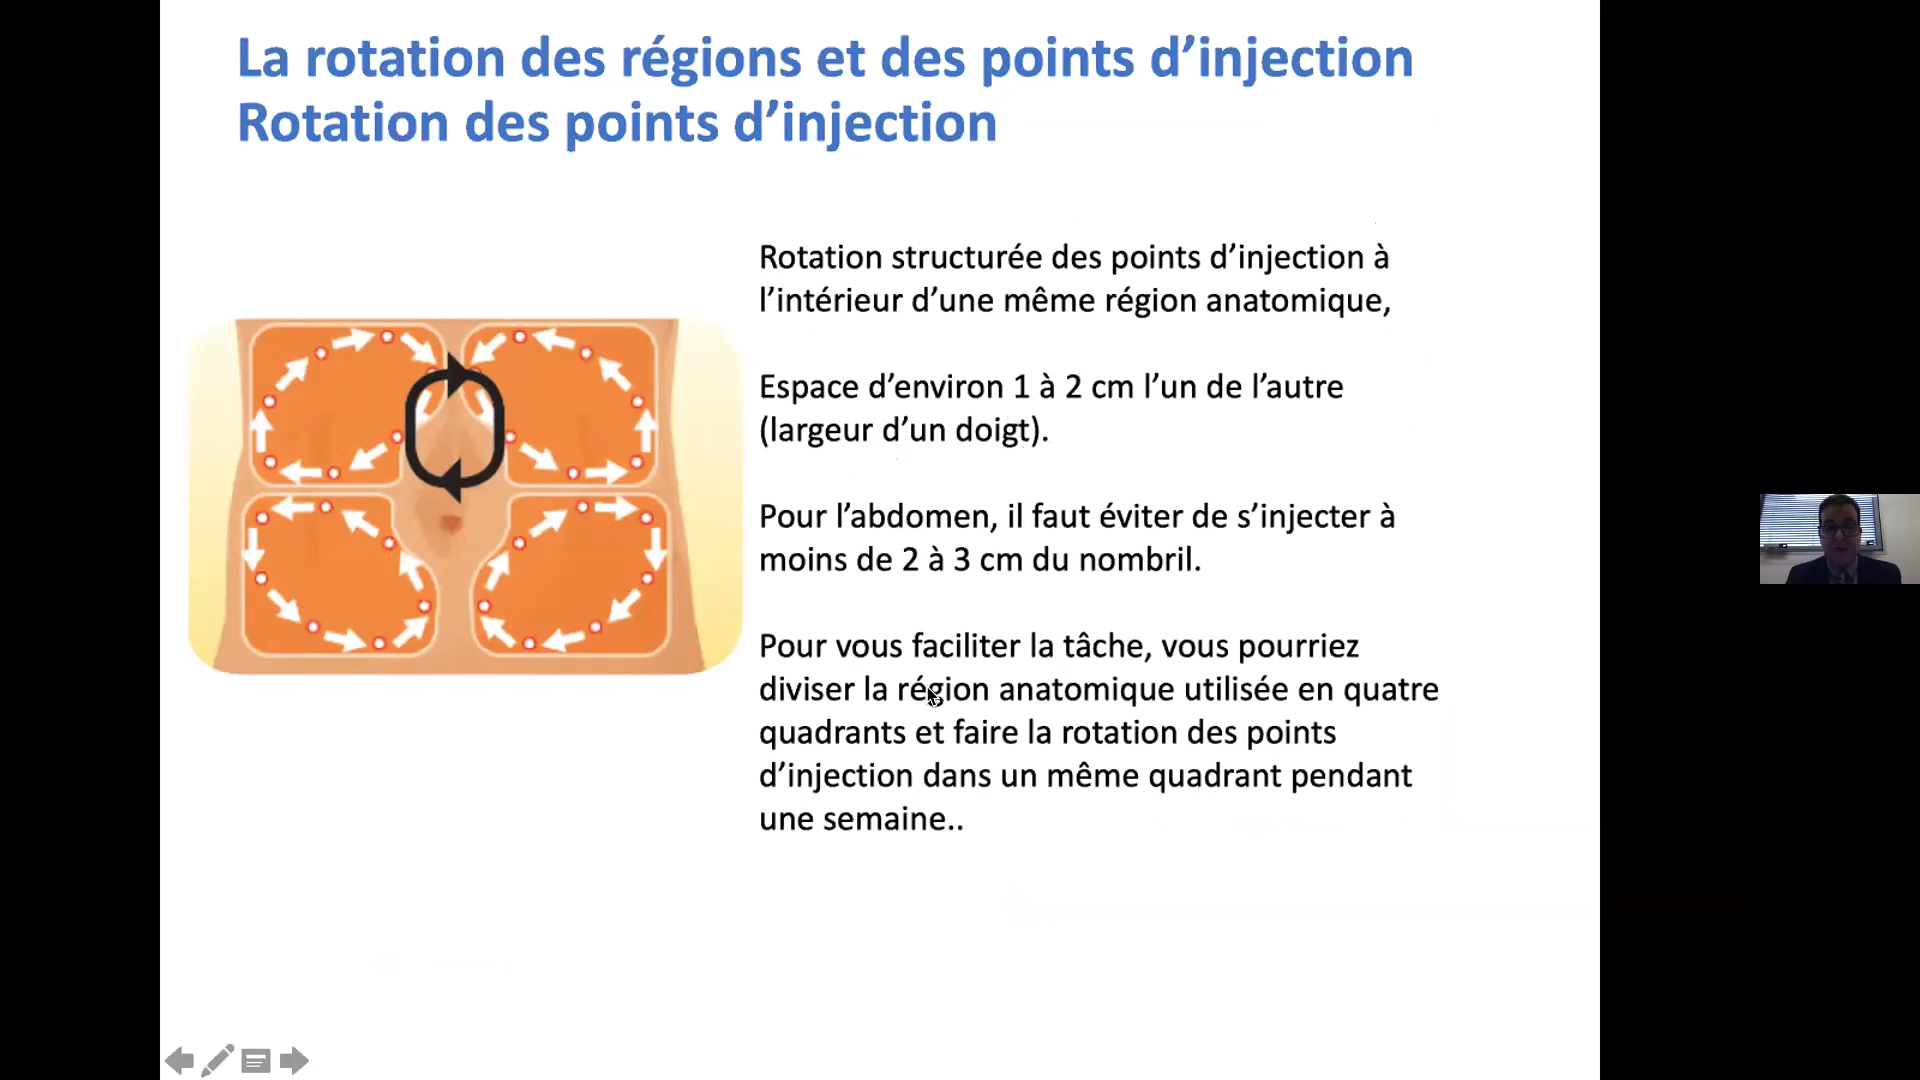 La rotation des régions et des points d’injection
Rotation des points d’injection
Rotation structurée des points d’injection à
l’intérieur d’une même région anatomique,
Espace d’environ 1 à 2 cm l’un de l’autre
(largeur d’un doigt).
Pour l’abdomen, il faut éviter de s’injecter à
moins de 2 à 3 cm du nombril.
Pour vous faciliter la tâche, vous pourriez
diviser la région anatomique utilisée en quatre
quadrants et faire la rotation des points
d’injection dans un même quadrant pendant
une semaine..